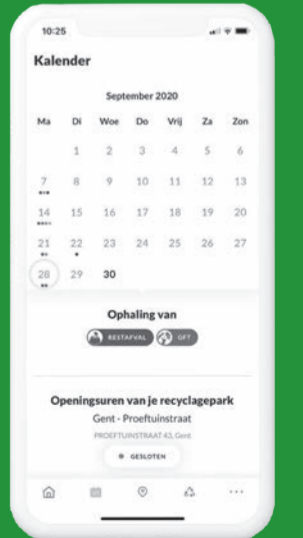 10:25
Kalender
September 2020
Ma Di Woe Do Vrij Za Zon
1 2 3 4 5 6
7 8 9 10 11 12 13
14 15 16 17 18 19 20
21 22 23 24 25 26 27
28 29 30
Ophaling van
RESTAFVAL GFT
Openingsuren van je recyclagepark
Gent - Proeftuinstraat
PROEFTUINSTRAAT 43, Gent
GESLOTEN